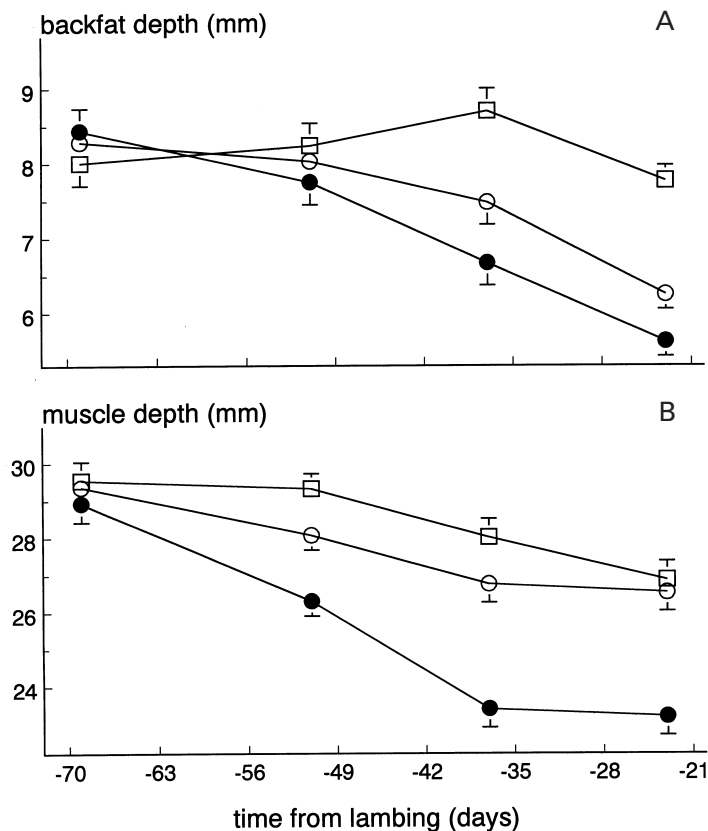 backfat depth (mm) A
9
8
7
6
muscle depth (mm) B
30
28
26
24
-70 -63 -56 -49 -42 -35 -28 -21
time from lambing (days)